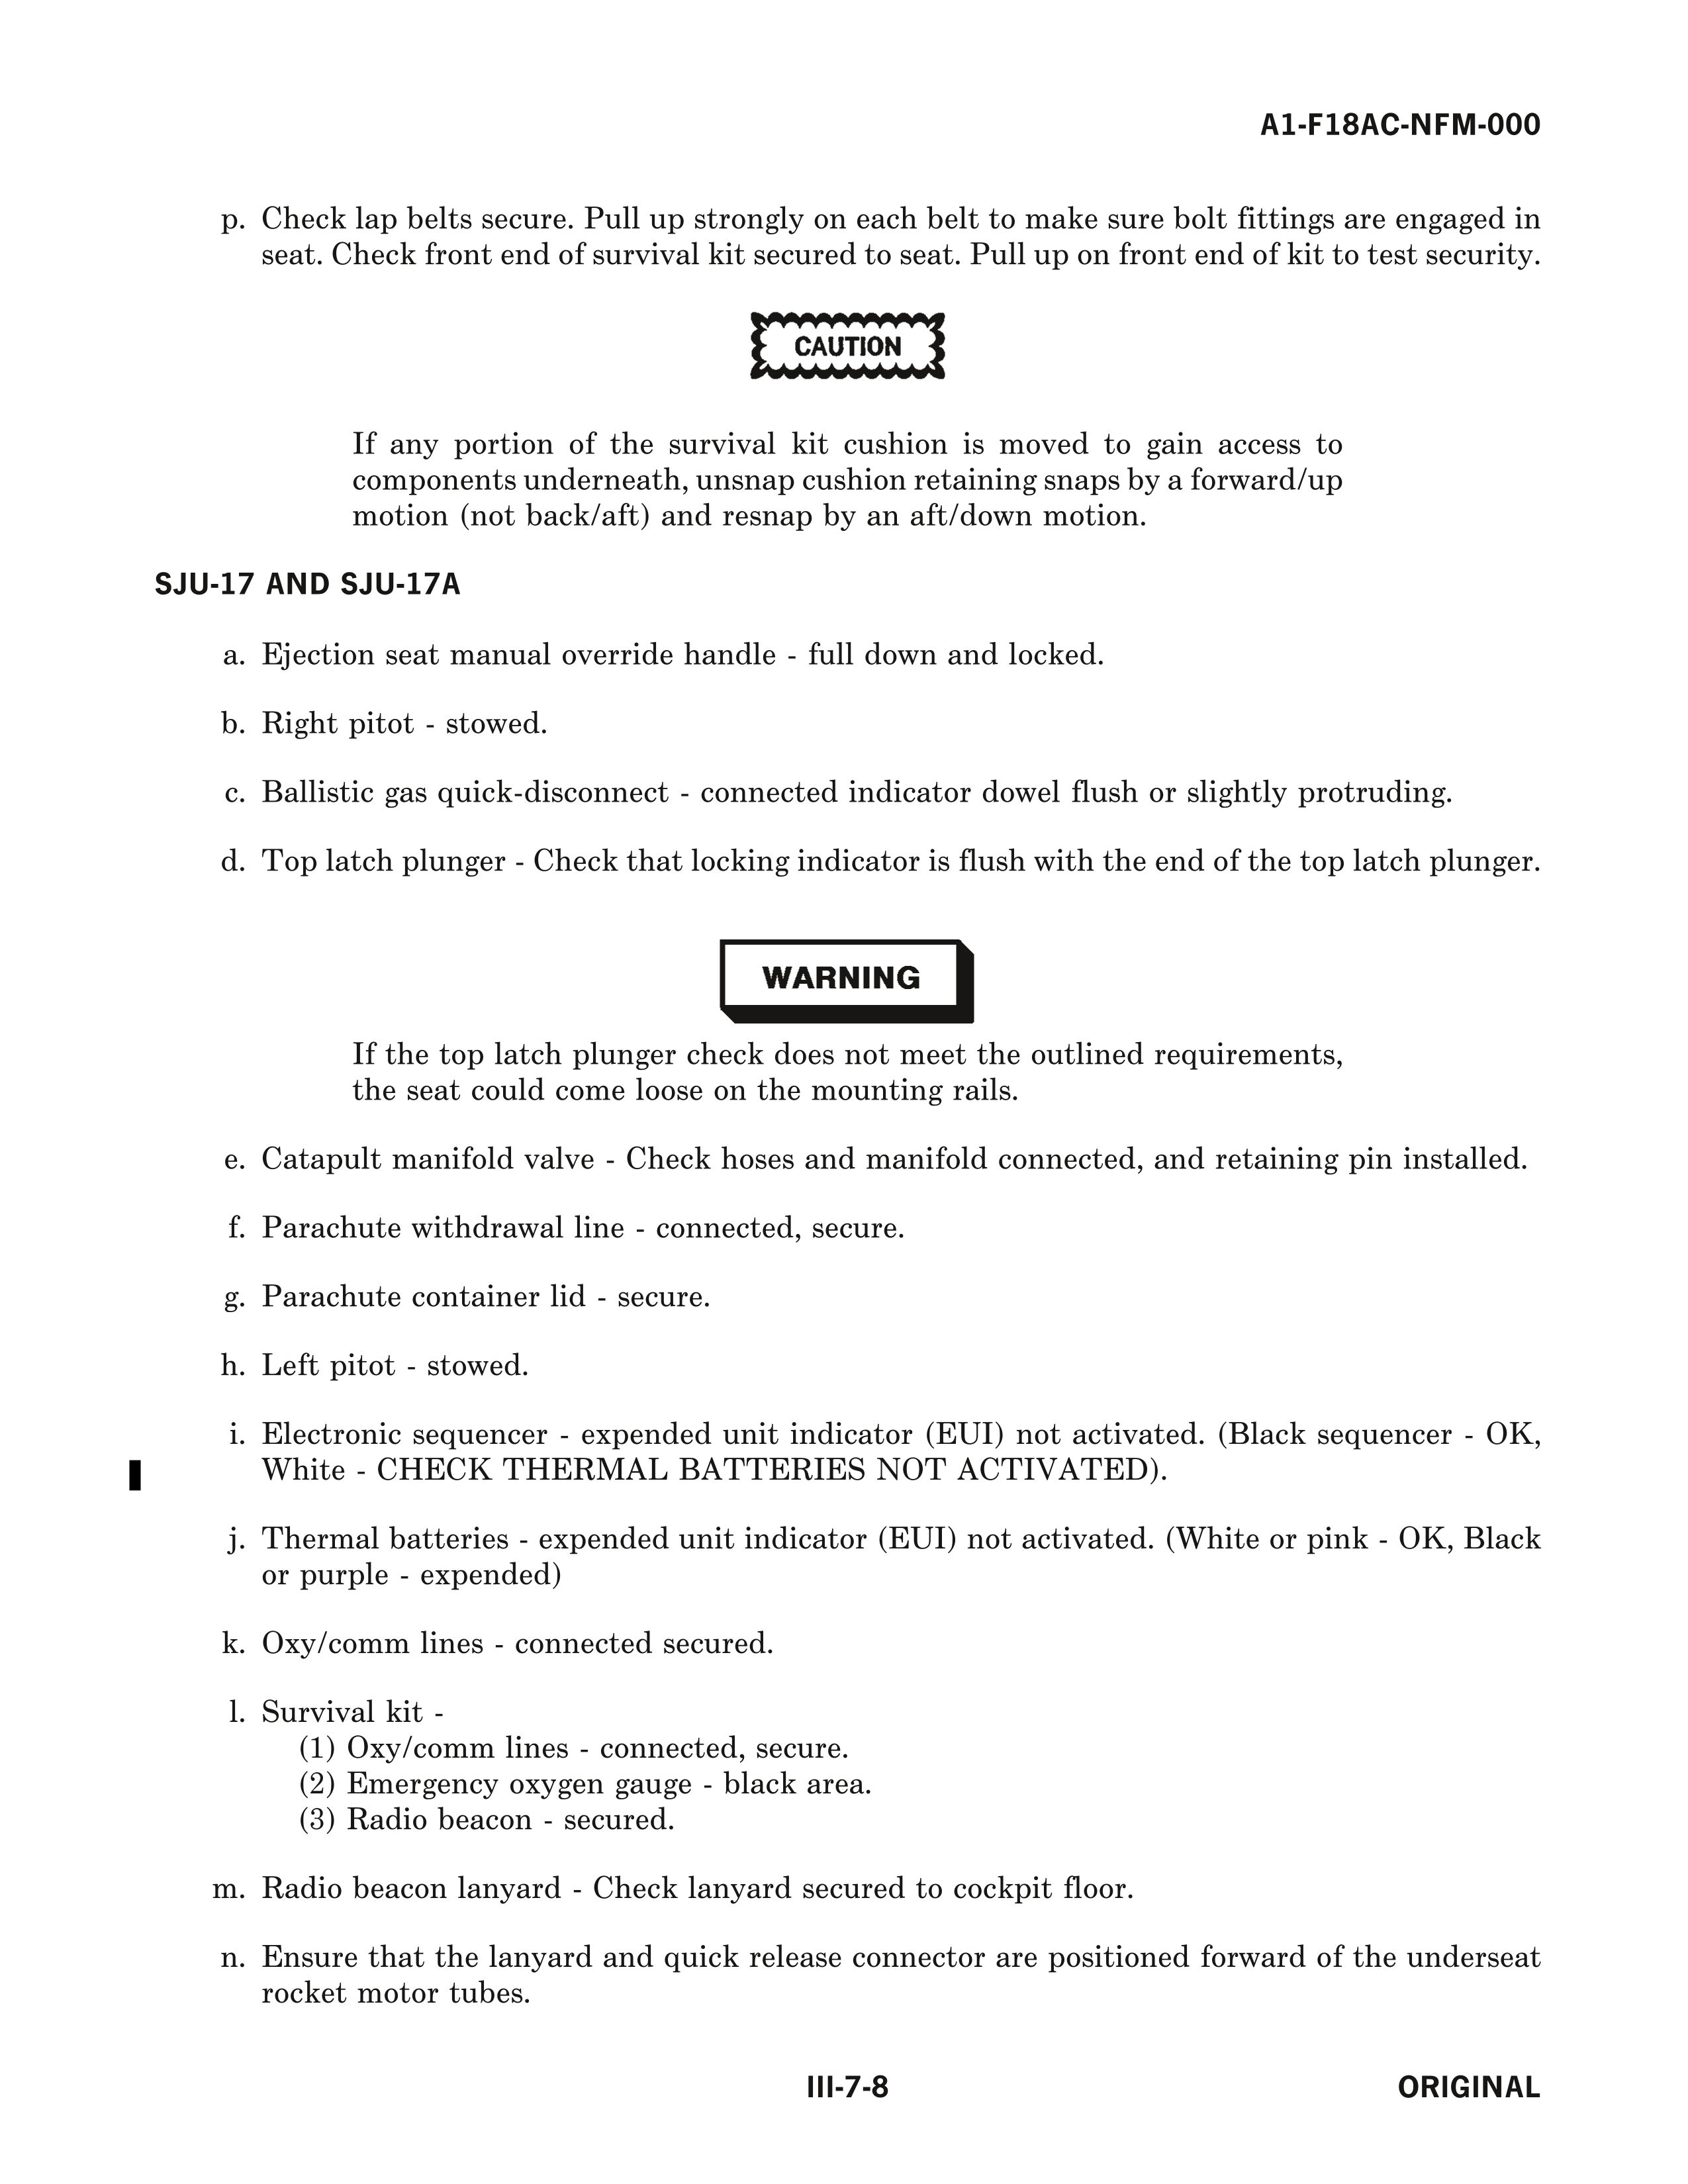 A1-F18AC-NFM-000
p. Check lap belts secure. Pull up strongly on each belt to make sure bolt fittings are engaged in
seat. Check front end of survival kit secured to seat. Pull up on front end of kit to test security.
CAUTION
If any portion of the survival kit cushion is moved to gain access to
components underneath, unsnap cushion retaining snaps by a forward/up
motion (not back/aft) and resnap by an aft/down motion.
SJU-17 AND SJU-17A
a. Ejection seat manual override handle - full down and locked.
b. Right pitot - stowed.
c. Ballistic gas quick-disconnect - connected indicator dowel flush or slightly protruding.
d. Top latch plunger - Check that locking indicator is flush with the end of the top latch plunger.
WARNING
If the top latch plunger check does not meet the outlined requirements,
the seat could come loose on the mounting rails.
e. Catapult manifold valve - Check hoses and manifold connected, and retaining pin installed.
f. Parachute withdrawal line - connected, secure.
g. Parachute container lid - secure.
h. Left pitot - stowed.
i. Electronic sequencer - expended unit indicator (EUI) not activated. (Black sequencer - OK,
White - CHECK THERMAL BATTERIES NOT ACTIVATED).
j. Thermal batteries - expended unit indicator (EUI) not activated. (White or pink - OK, Black
or purple - expended)
k. Oxy/comm lines - connected secured.
l. Survival kit -
(1) Oxy/comm lines - connected, secure.
(2) Emergency oxygen gauge - black area.
(3) Radio beacon - secured.
m. Radio beacon lanyard - Check lanyard secured to cockpit floor.
n. Ensure that the lanyard and quick release connector are positioned forward of the underseat
rocket motor tubes.
III-7-8
ORIGINAL